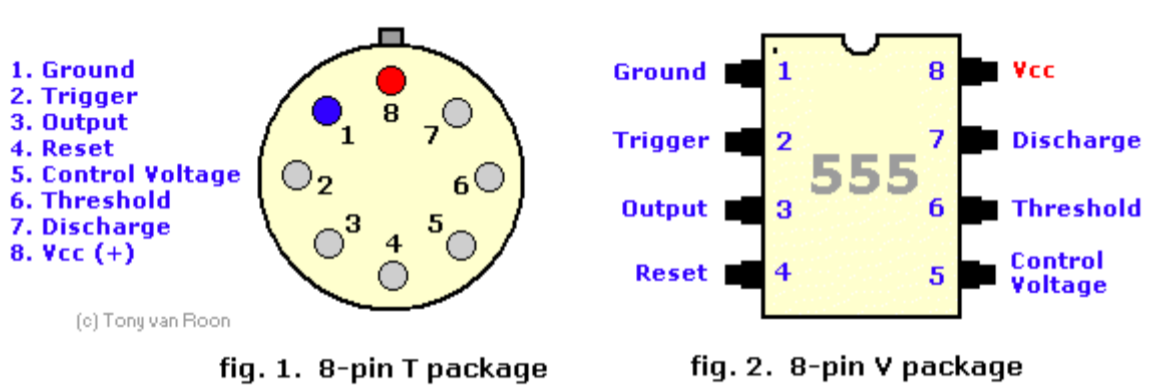 1. Ground
2. Trigger
3. Output
4. Reset
5. Control Voltage
6. Threshold
7. Discharge
8. Vcc (+)
(c) Tony van Roon
8
1
7
2
6
3
5
4
fig. 1. 8-pin T package
Ground 1 8 Vcc
Trigger 2 7 Discharge
555
Output 3 6 Threshold
Reset 4 5 Control
Voltage
fig. 2. 8-pin V package